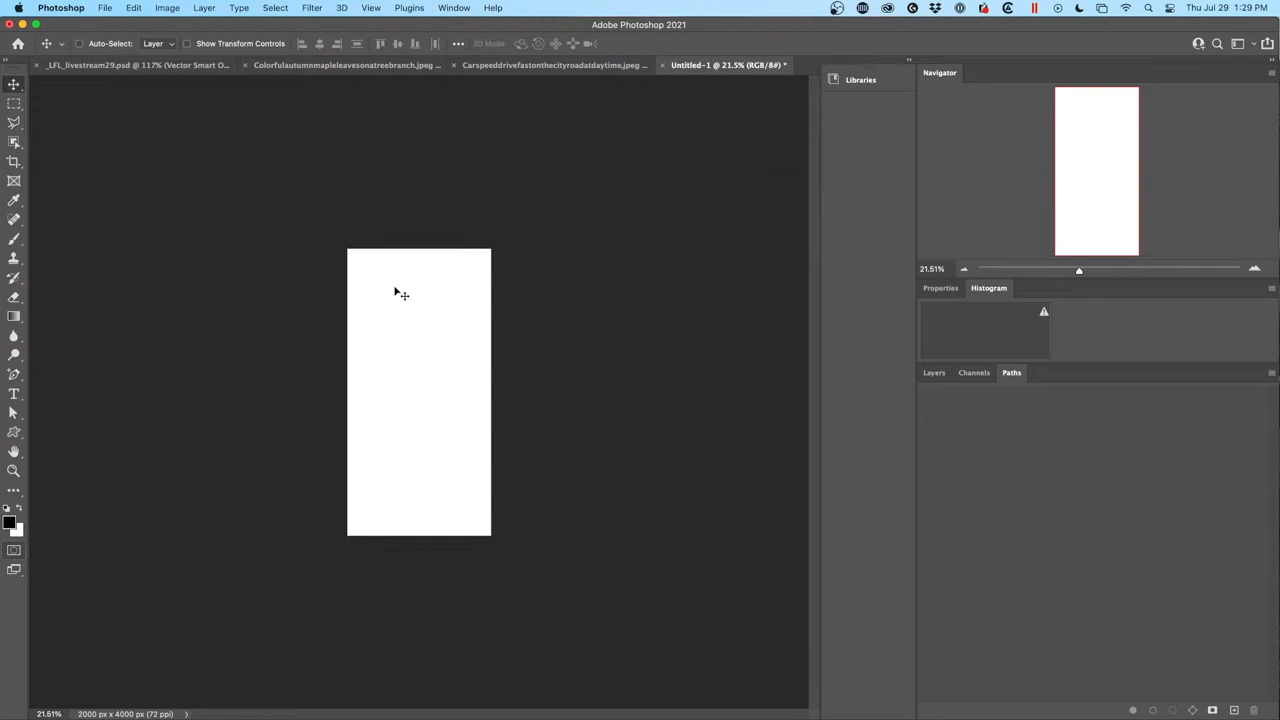 Photoshop File Edit Image Layer Type Select Filter 3D View Plugins Window Help Thu Jul 29 1:29 PM
Adobe Photoshop 2021
Auto-Select: Layer Show Transform Controls 3D Mode:
_LFL_livestream29.psd @ 117% (Vector Smart O... Colorfulautumnmapleleavesonatreebranch.jpeg ... Carspeeddrivefastonthecityroadatdaytime.jpeg ... Untitled-1 @ 21.5% (RGB/8#) *
Libraries
Navigator
21.51%
Properties Histogram
Layers Channels Paths
21.51% 2000 px x 4000 px (72 ppi)